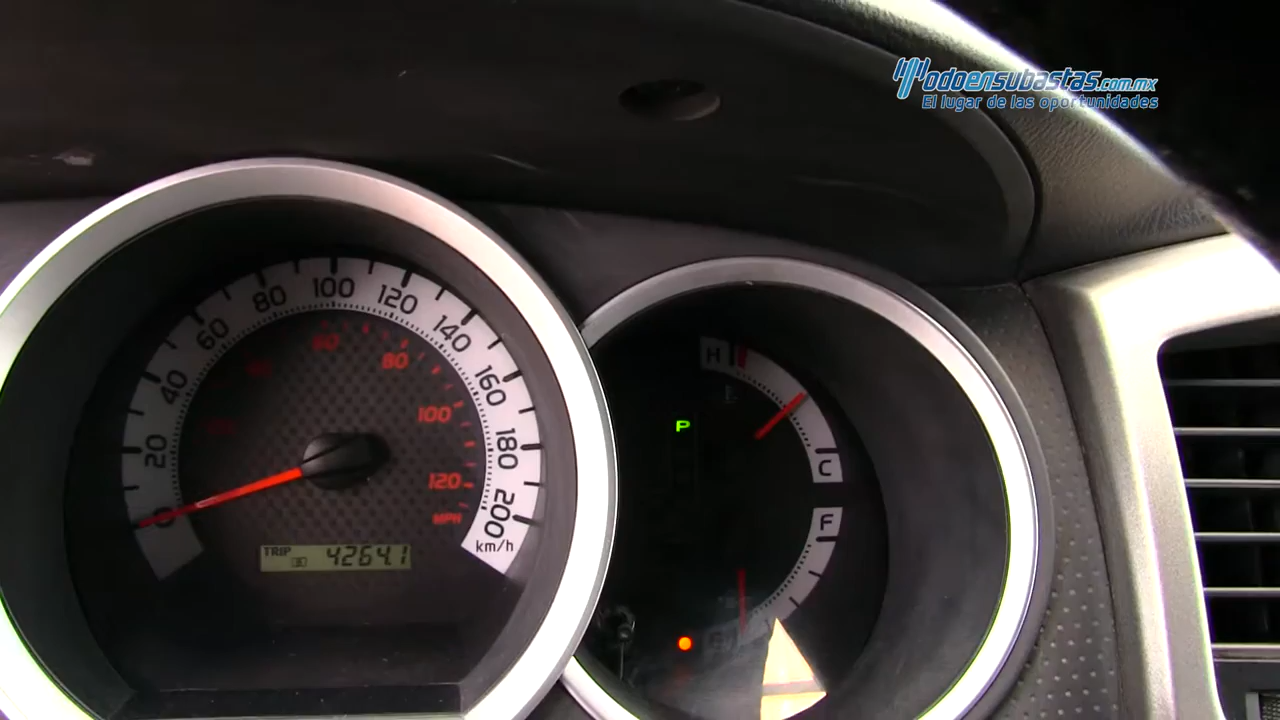 Todoensubastas.com.mx
El lugar de las oportunidades
0
20
40
60
80
100
120
140
160
180
200
km/h
60
80
100
120
MPH
TRIP B 4264.1
H
C
P
F
E